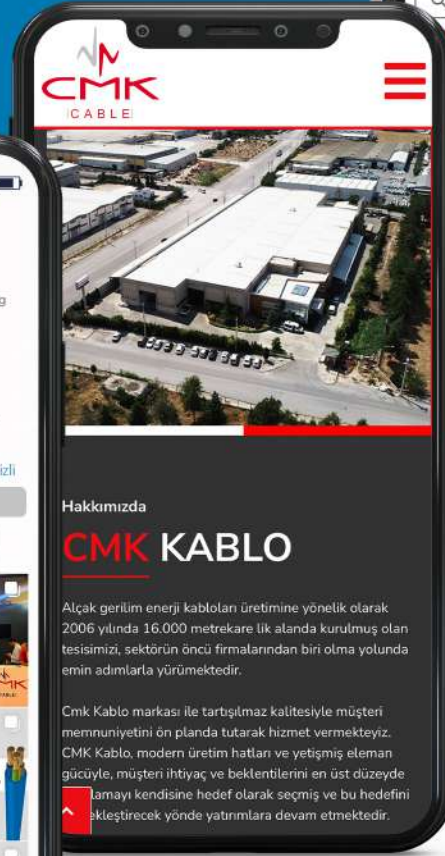 CMK
CABLE
g
izli
Hakkımızda
CMK KABLO
Alçak gerilim enerji kabloları üretimine yönelik olarak
2006 yılında 16.000 metrekare lik alanda kurulmuş olan
tesisimizi, sektörün öncü firmalarından biri olma yolunda
emin adımlarla yürümektedir.
Cmk Kablo markası ile tartışılmaz kalitesiyle müşteri
memnuniyetini ön planda tutarak hizmet vermekteyiz.
CMK Kablo, modern üretim hatları ve yetişmiş eleman
gücüyle, müşteri ihtiyaç ve beklentilerini en üst düzeyde
lamayı kendisine hedef olarak seçmiş ve bu hedefini
ekleştirecek yönde yatırımlara devam etmektedir.